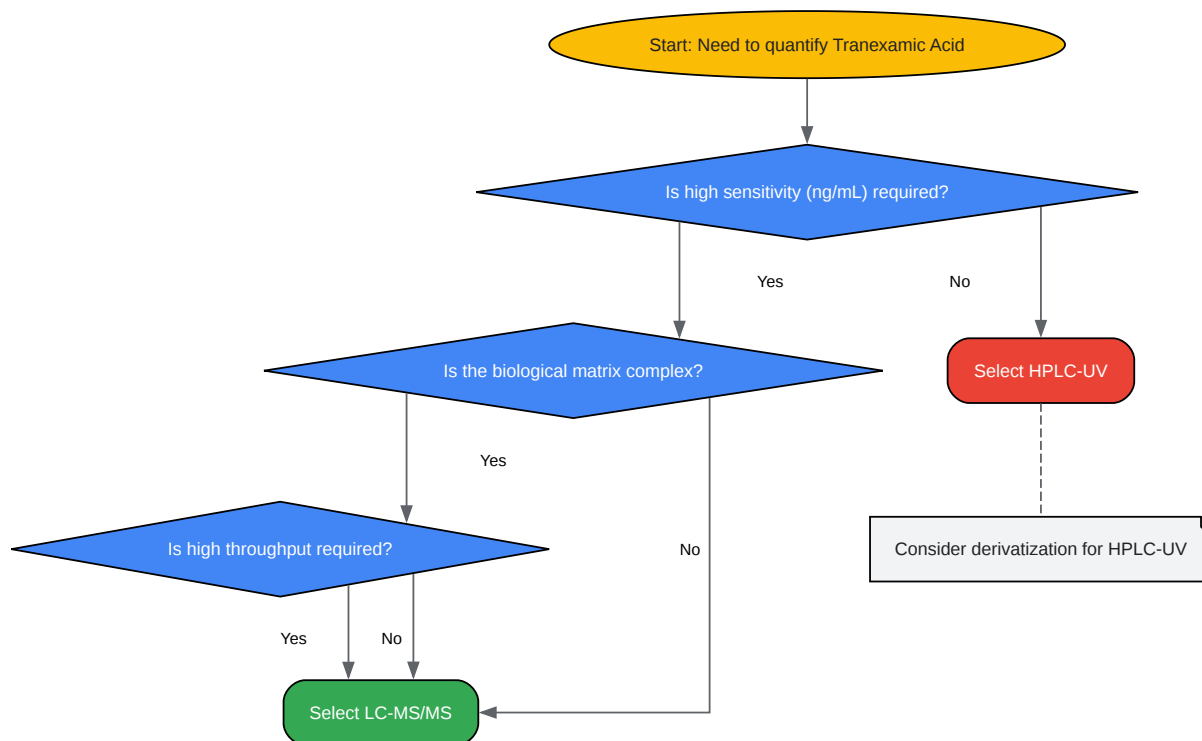 Start: Need to quantify Tranexamic Acid
Is high sensitivity (ng/mL) required?
Yes
No
Is the biological matrix complex?
Select HPLC-UV
Yes
No
Is high throughput required?
Consider derivatization for HPLC-UV
Yes
No
Select LC-MS/MS